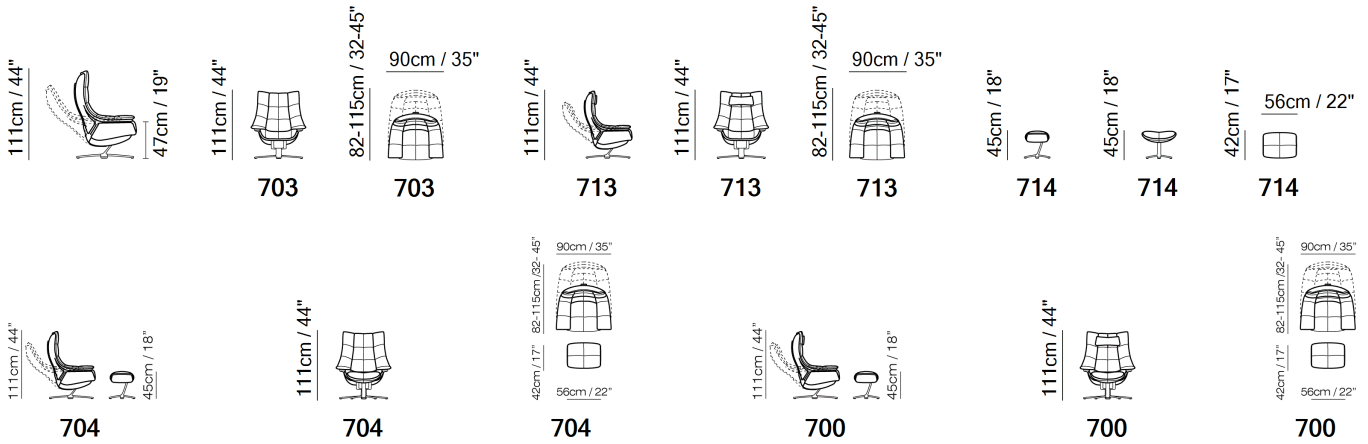 111cm / 44"
47cm / 19"
111cm / 44"
703
82-115cm / 32-45"
90cm / 35"
703
111cm / 44"
713
111cm / 44"
713
82-115cm / 32-45"
90cm / 35"
713
45cm / 18"
714
45cm / 18"
714
42cm / 17"
56cm / 22"
714
111cm / 44"
45cm / 18"
704
111cm / 44"
704
90cm / 35"
82-115cm /32- 45"
42cm / 17"
56cm / 22"
704
111cm / 44"
45cm / 18"
700
111cm / 44"
700
90cm / 35"
82-115cm /32- 45"
42cm / 17"
56cm / 22"
700